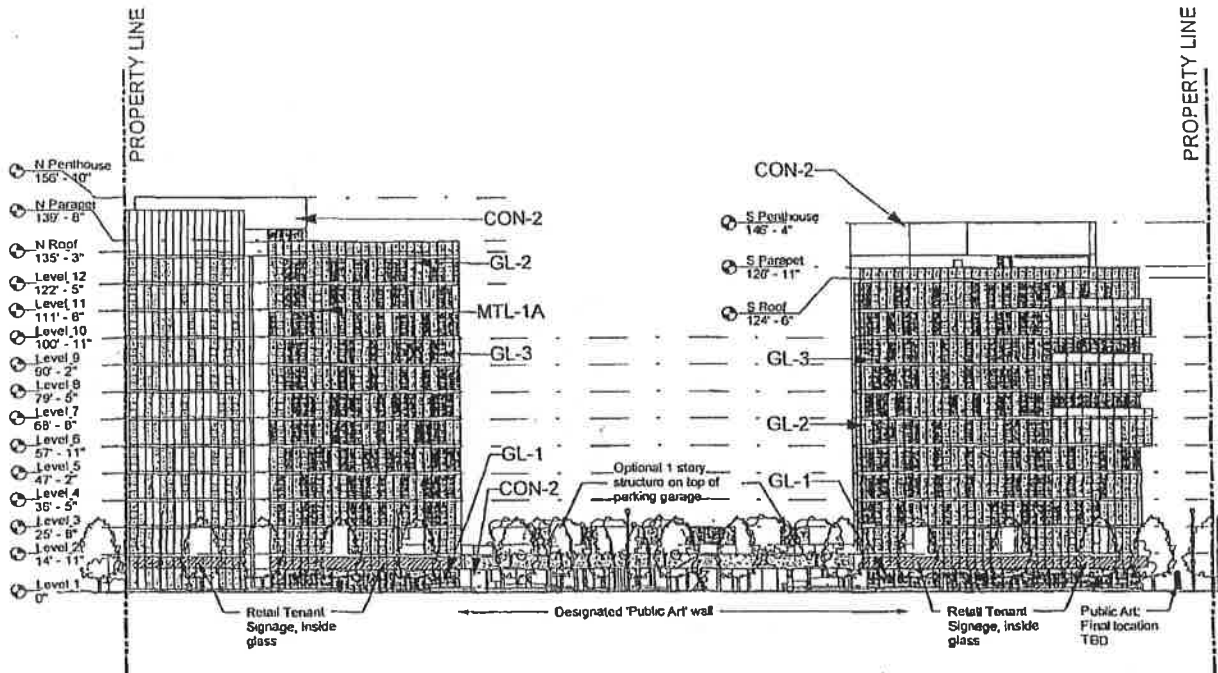 PROPERTY LINE
PROPERTY LINE
N Penthouse
156' - 10"
N Parapet
139' - 8"
N Roof
135' - 3"
Level 12
122' - 5"
Level 11
111' - 8"
Level 10
100' - 11"
Level 9
90' - 2"
Level 8
79' - 5"
Level 7
68' - 8"
Level 6
57' - 11"
Level 5
47' - 2"
Level 4
36' - 5"
Level 3
25' - 8"
Level 2
14' - 11"
Level 1
0"
CON-2
GL-2
MTL-1A
GL-3
GL-1
CON-2
Optional 1 story
structure on top of
parking garage
CON-2
S Penthouse
146' - 4"
S Parapet
S Roof
124' - 6"
GL-3
GL-2
GL-1
Retail Tenant
Signage, Inside
glass
Designated 'Public Art' wall
Retail Tenant
Signage, inside
glass
Public Art:
Final location
TBD